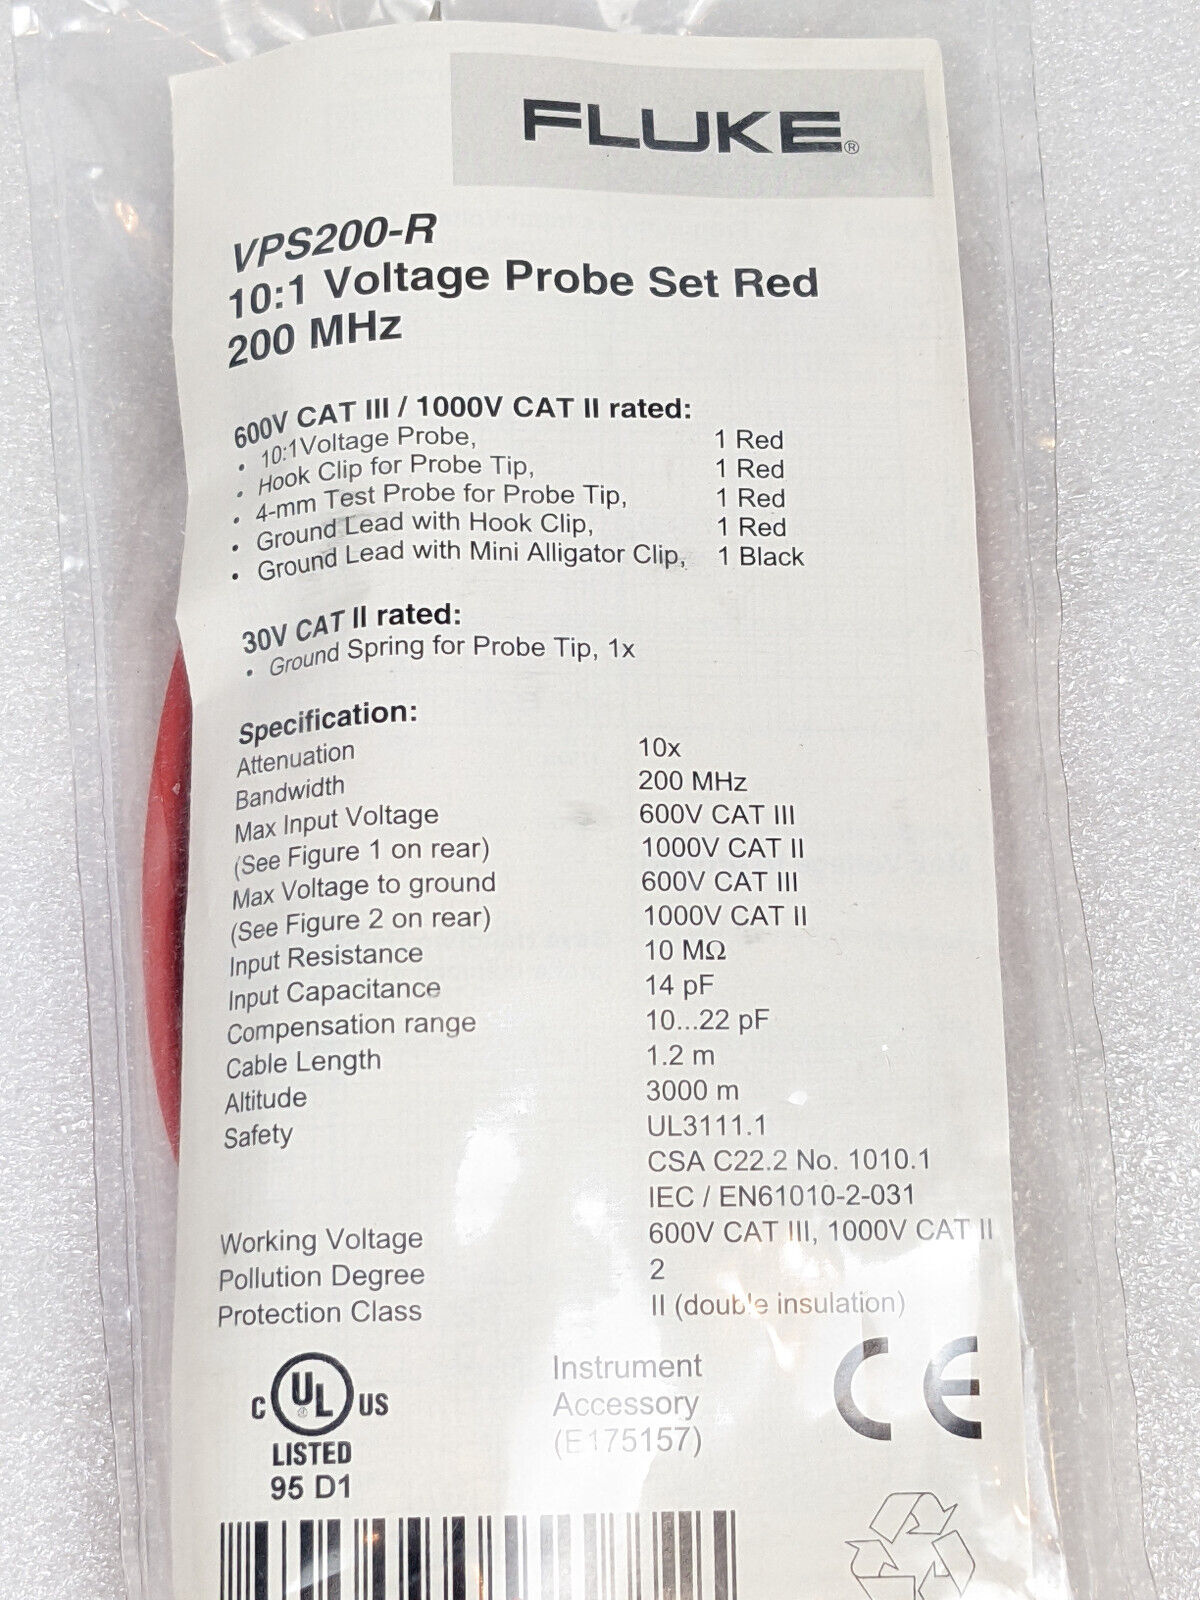 FLUKE®
VPS200-R
10:1 Voltage Probe Set Red
200 MHz
600V CAT III / 1000V CAT II rated:
• 10:1Voltage Probe, 1 Red
• Hook Clip for Probe Tip, 1 Red
• 4-mm Test Probe for Probe Tip, 1 Red
• Ground Lead with Hook Clip, 1 Red
• Ground Lead with Mini Alligator Clip, 1 Black
30V CAT II rated:
• Ground Spring for Probe Tip, 1x
Specification:
Attenuation 10x
Bandwidth 200 MHz
Max Input Voltage 600V CAT III
(See Figure 1 on rear) 1000V CAT II
Max Voltage to ground 600V CAT III
(See Figure 2 on rear) 1000V CAT II
Input Resistance 10 MΩ
Input Capacitance 14 pF
Compensation range 10...22 pF
Cable Length 1.2 m
Altitude 3000 m
Safety UL3111.1
CSA C22.2 No. 1010.1
IEC / EN61010-2-031
Working Voltage 600V CAT III, 1000V CAT II
Pollution Degree 2
Protection Class II (double insulation)
C UL US
LISTED
95 D1
Instrument
Accessory
(E175157)
CE